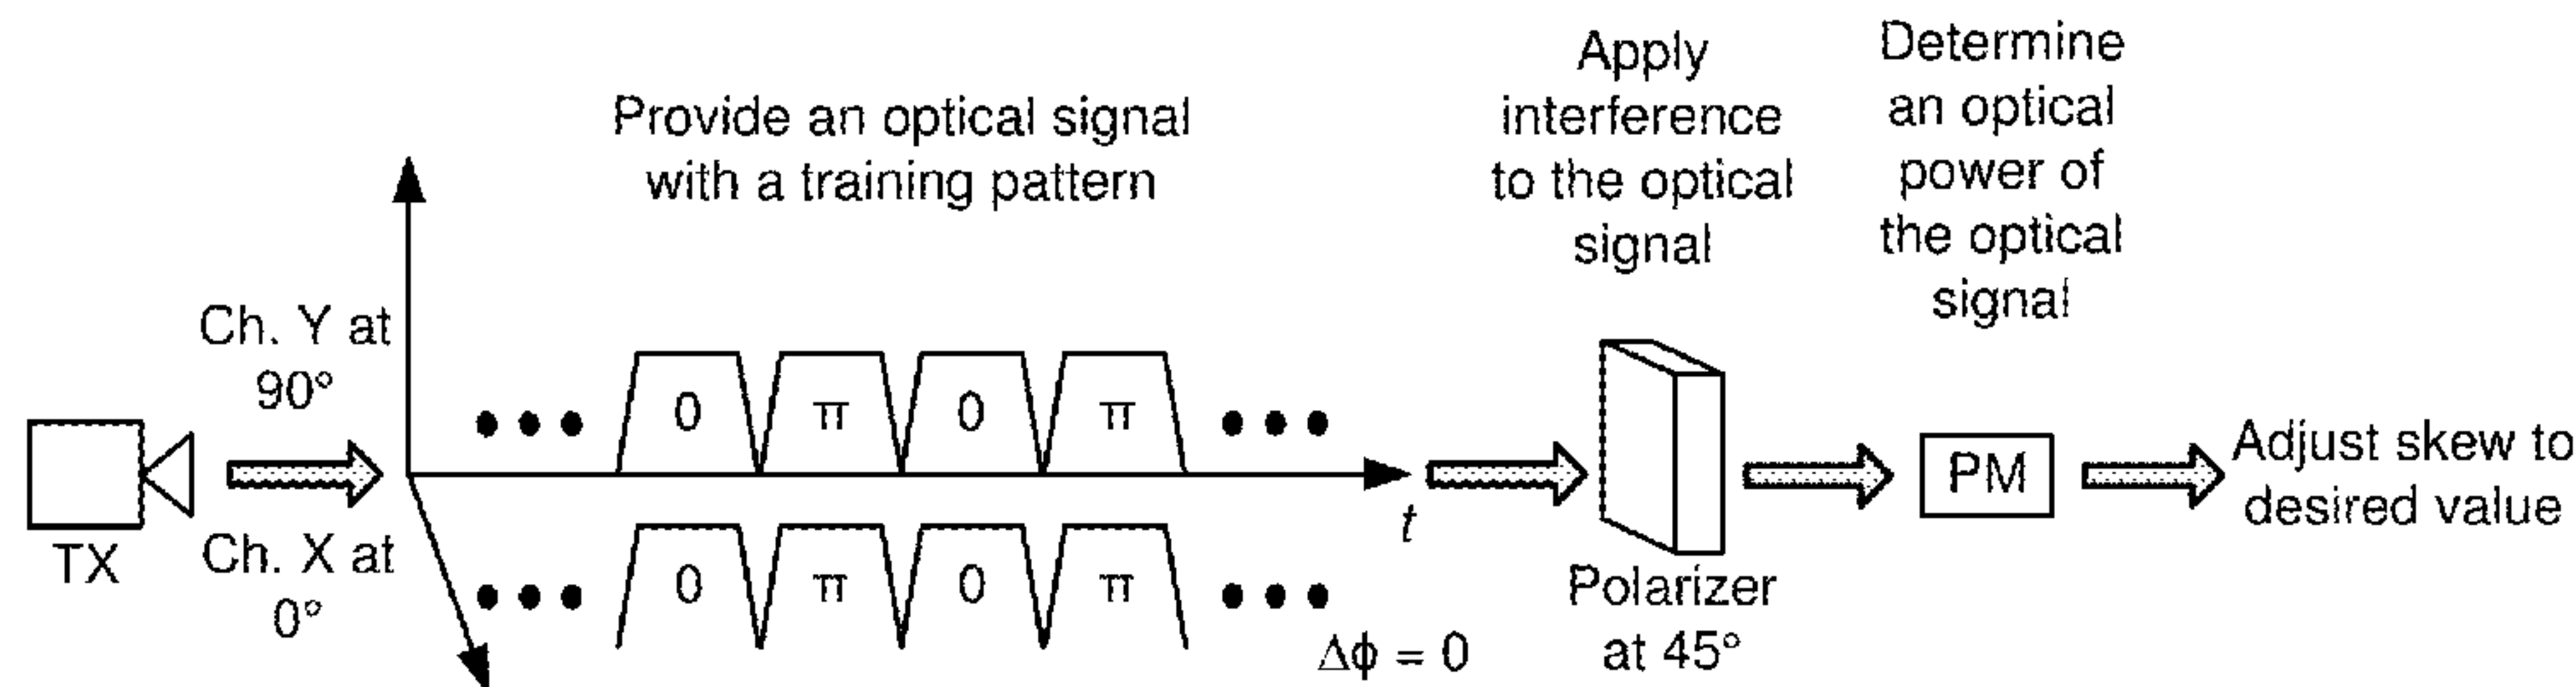 Provide an optical signal
with a training pattern
Apply
interference
to the optical
signal
Determine
an optical
power of
the optical
signal
Ch. Y at
90°
TX
Ch. X at
0°
0 π 0 π
0 π 0 π
t
Δϕ = 0
Polarizer
at 45°
PM
Adjust skew to
desired value